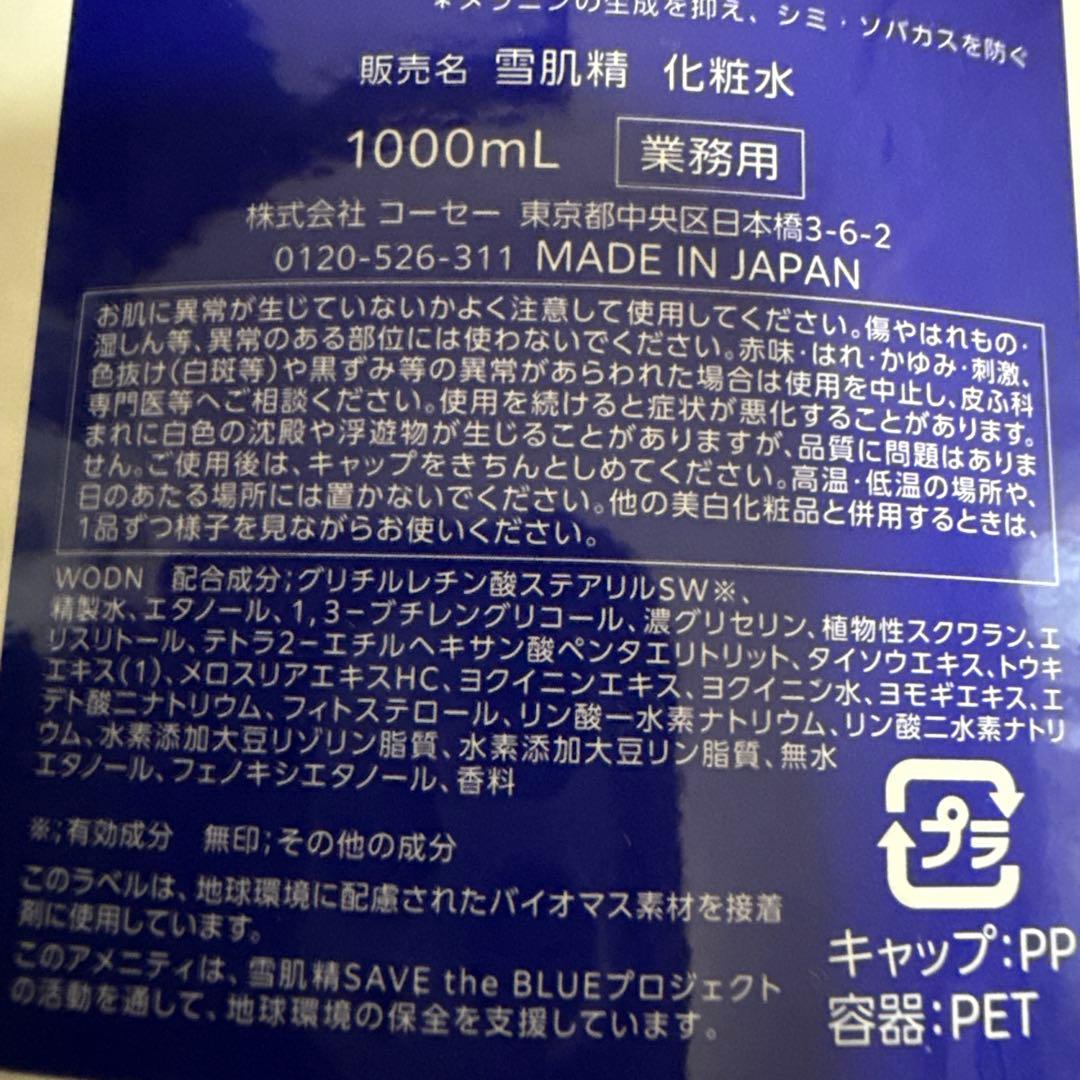 *メラニンの生成を抑え、シミ・ソバカスを防ぐ
販売名 雪肌精 化粧水
1000mL 業務用
株式会社 コーセー 東京都中央区日本橋3-6-2
0120-526-311 MADE IN JAPAN
お肌に異常が生じていないかよく注意して使用してください。傷やはれもの・
湿しん等、異常のある部位には使わないでください。赤味・はれ・かゆみ・刺激、
色抜け(白斑等)や黒ずみ等の異常があらわれた場合は使用を中止し、皮ふ科
専門医等へご相談ください。使用を続けると症状が悪化することがあります。
まれに白色の沈殿や浮遊物が生じることがありますが、品質に問題はありま
せん。ご使用後は、キャップをきちんとしめてください。高温・低温の場所や、
日のあたる場所には置かないでください。他の美白化粧品と併用するときは、
1品ずつ様子を見ながらお使いください。
WODN 配合成分;グリチルレチン酸ステアリルSW※、
精製水、エタノール、1,3-ブチレングリコール、濃グリセリン、植物性スクワラン、エ
リスリトール、テトラ2-エチルヘキサン酸ペンタエリトリット、タイソウエキス、トウキ
エキス(1)、メロスリアエキスHC、ヨクイニンエキス、ヨクイニン水、ヨモギエキス、エ
デト酸二ナトリウム、フィトステロール、リン酸一水素ナトリウム、リン酸二水素ナトリ
ウム、水素添加大豆リゾリン脂質、水素添加大豆リン脂質、無水
エタノール、フェノキシエタノール、香料
※;有効成分 無印;その他の成分
このラベルは、地球環境に配慮されたバイオマス素材を接着
剤に使用しています。
このアメニティは、雪肌精SAVE the BLUEプロジェクト
の活動を通して、地球環境の保全を支援しています。
プラ
キャップ:PP
容器:PET